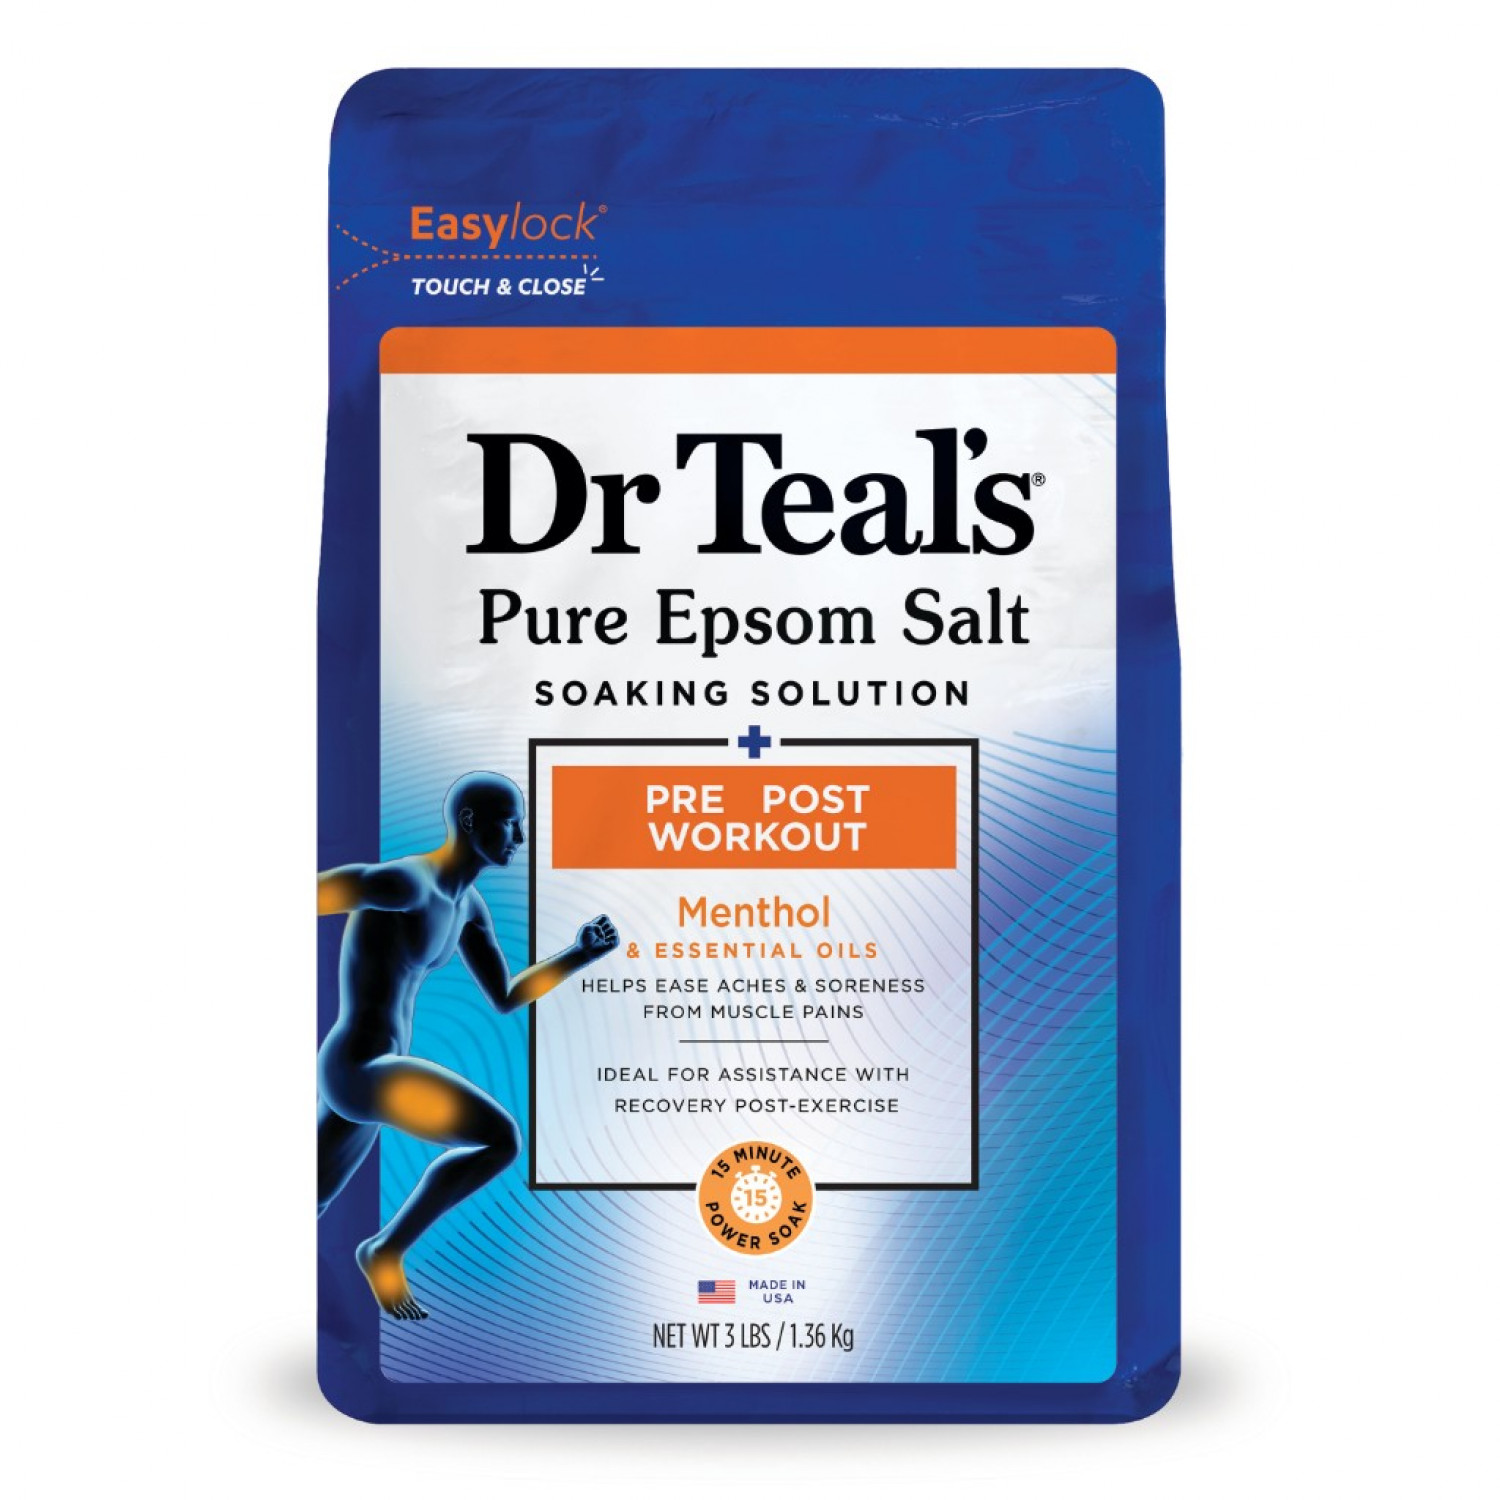 Easylock®
TOUCH & CLOSE
Dr Teal's®
Pure Epsom Salt
SOAKING SOLUTION
PRE POST
WORKOUT
Menthol
& ESSENTIAL OILS
HELPS EASE ACHES & SORENESS
FROM MUSCLE PAINS
IDEAL FOR ASSISTANCE WITH
RECOVERY POST-EXERCISE
15 MINUTE
15
POWER SOAK
MADE IN
USA
NET WT 3 LBS / 1.36 Kg